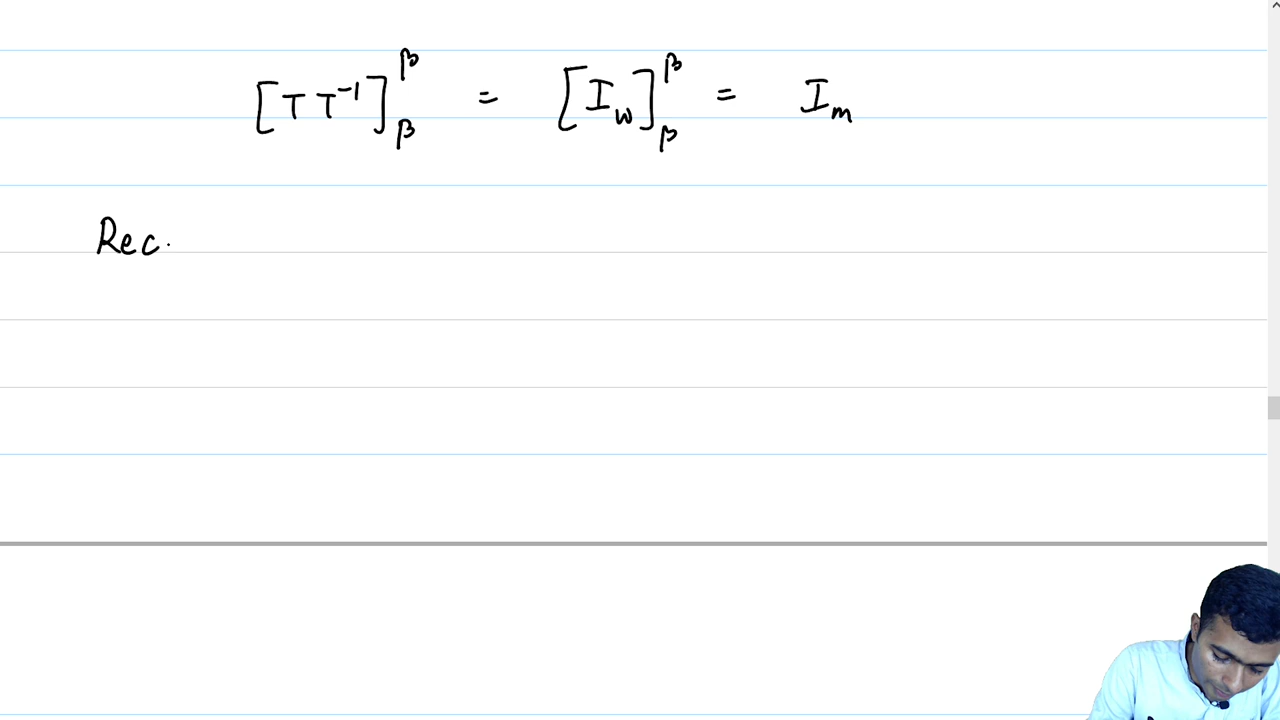 [T T⁻¹]_β^β = [I_w]_β^β = I_m
Rec.